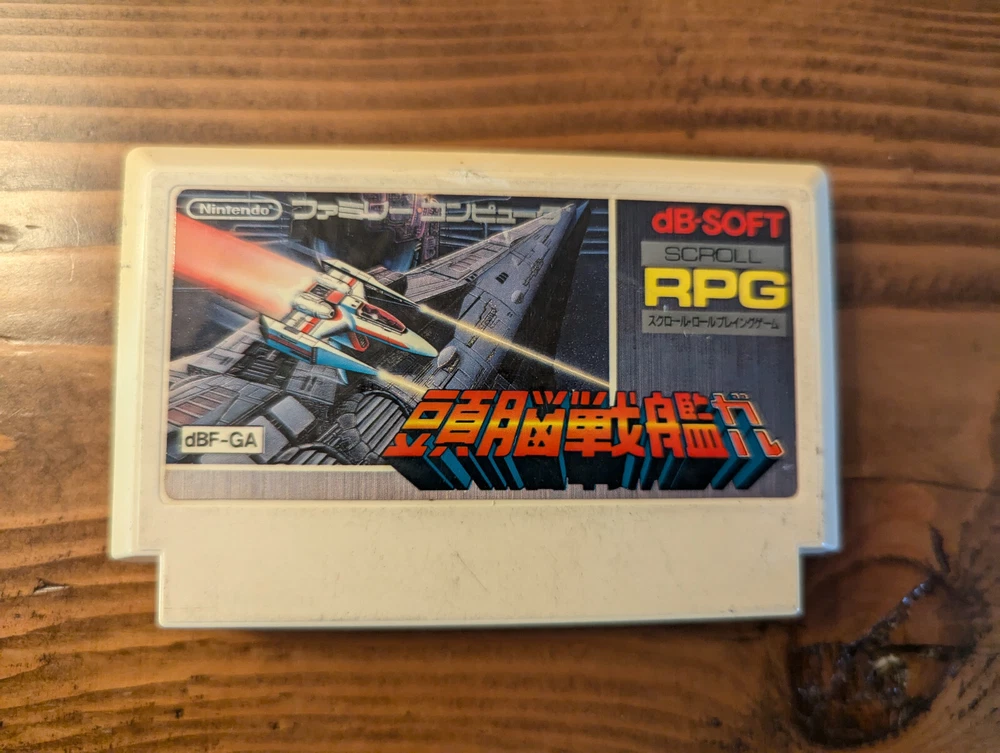 Nintendo ファミリーコンピュータ
dB-SOFT
SCROLL
RPG
スクロール・ロールプレイングゲーム
dBF-GA
頭脳戦艦ガル